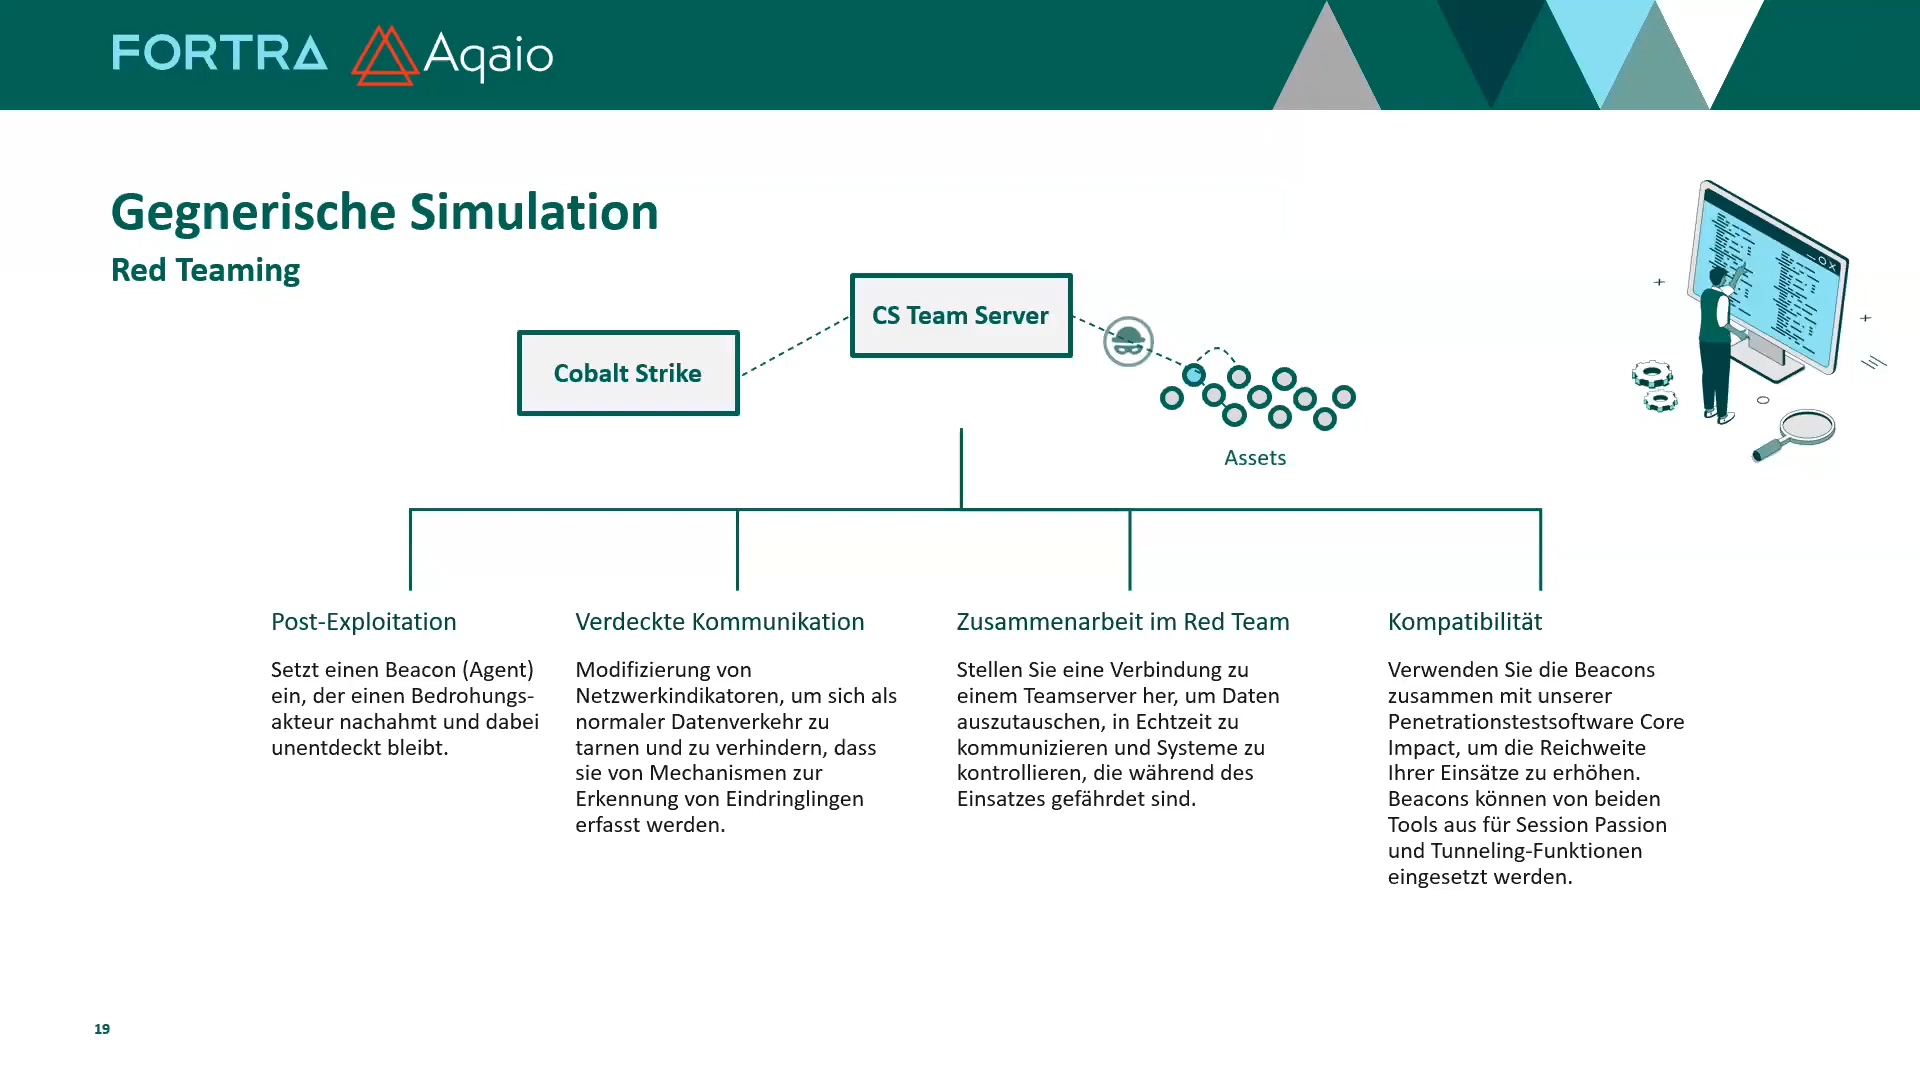 FORTRA Aqaio
Gegnerische Simulation
Red Teaming
CS Team Server
Cobalt Strike
Assets
Post-Exploitation
Setzt einen Beacon (Agent)
ein, der einen Bedrohungs-
akteur nachahmt und dabei
unentdeckt bleibt.
Verdeckte Kommunikation
Modifizierung von
Netzwerkindikatoren, um sich als
normaler Datenverkehr zu
tarnen und zu verhindern, dass
sie von Mechanismen zur
Erkennung von Eindringlingen
erfasst werden.
Zusammenarbeit im Red Team
Stellen Sie eine Verbindung zu
einem Teamserver her, um Daten
auszutauschen, in Echtzeit zu
kommunizieren und Systeme zu
kontrollieren, die während des
Einsatzes gefährdet sind.
Kompatibilität
Verwenden Sie die Beacons
zusammen mit unserer
Penetrationstestsoftware Core
Impact, um die Reichweite
Ihrer Einsätze zu erhöhen.
Beacons können von beiden
Tools aus für Session Passion
und Tunneling-Funktionen
eingesetzt werden.
19